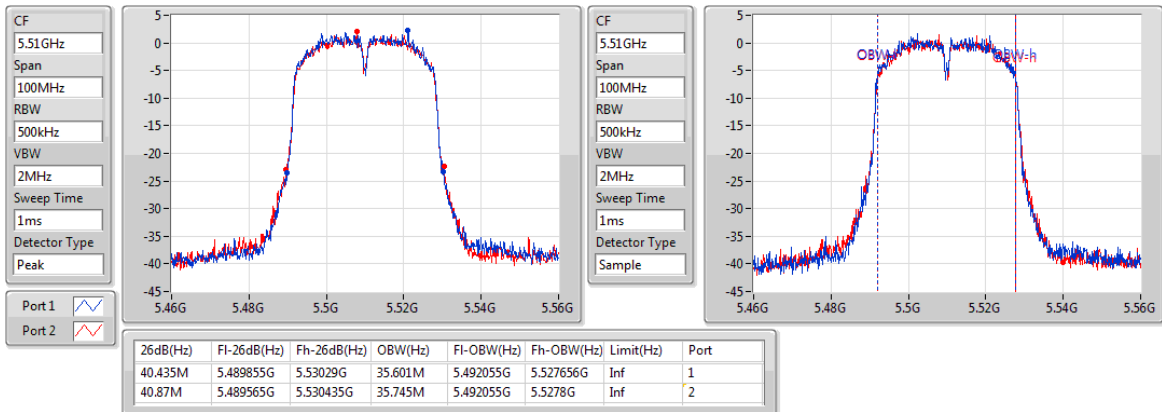 CF
5.51GHz
Span
100MHz
RBW
500kHz
VBW
2MHz
Sweep Time
1ms
Detector Type
Peak
Port 1
Port 2
5
0
-5
-10
-15
-20
-25
-30
-35
-40
-45
5.46G 5.48G 5.5G 5.52G 5.54G 5.56G
CF
5.51GHz
Span
100MHz
RBW
500kHz
VBW
2MHz
Sweep Time
1ms
Detector Type
Sample
5
0
-5
-10
-15
-20
-25
-30
-35
-40
-45
OBW-h
5.46G 5.48G 5.5G 5.52G 5.54G 5.56G
26dB(Hz) Fl-26dB(Hz) Fh-26dB(Hz) OBW(Hz) Fl-OBW(Hz) Fh-OBW(Hz) Limit(Hz) Port
40.435M 5.489855G 5.53029G 35.601M 5.492055G 5.527656G Inf 1
40.87M 5.489565G 5.530435G 35.745M 5.492055G 5.5278G Inf 2